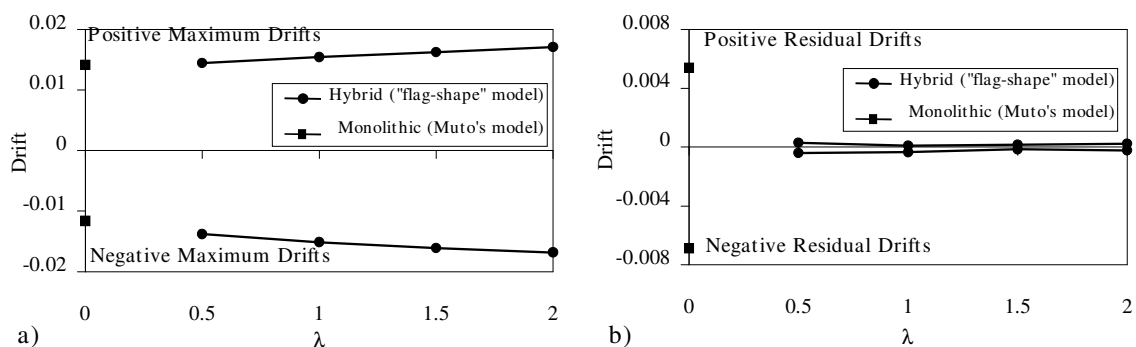 0.02
Positive Maximum Drifts
0.01
Hybrid ("flag-shape" model)
Monolithic (Muto's model)
0
Drift
-0.01
Negative Maximum Drifts
-0.02
0 0.5 1 1.5 2
a) λ
0.008
Positive Residual Drifts
0.004
Hybrid ("flag-shape" model)
Monolithic (Muto's model)
0
Drift
-0.004
Negative Residual Drifts
-0.008
0 0.5 1 1.5 2
b) λ